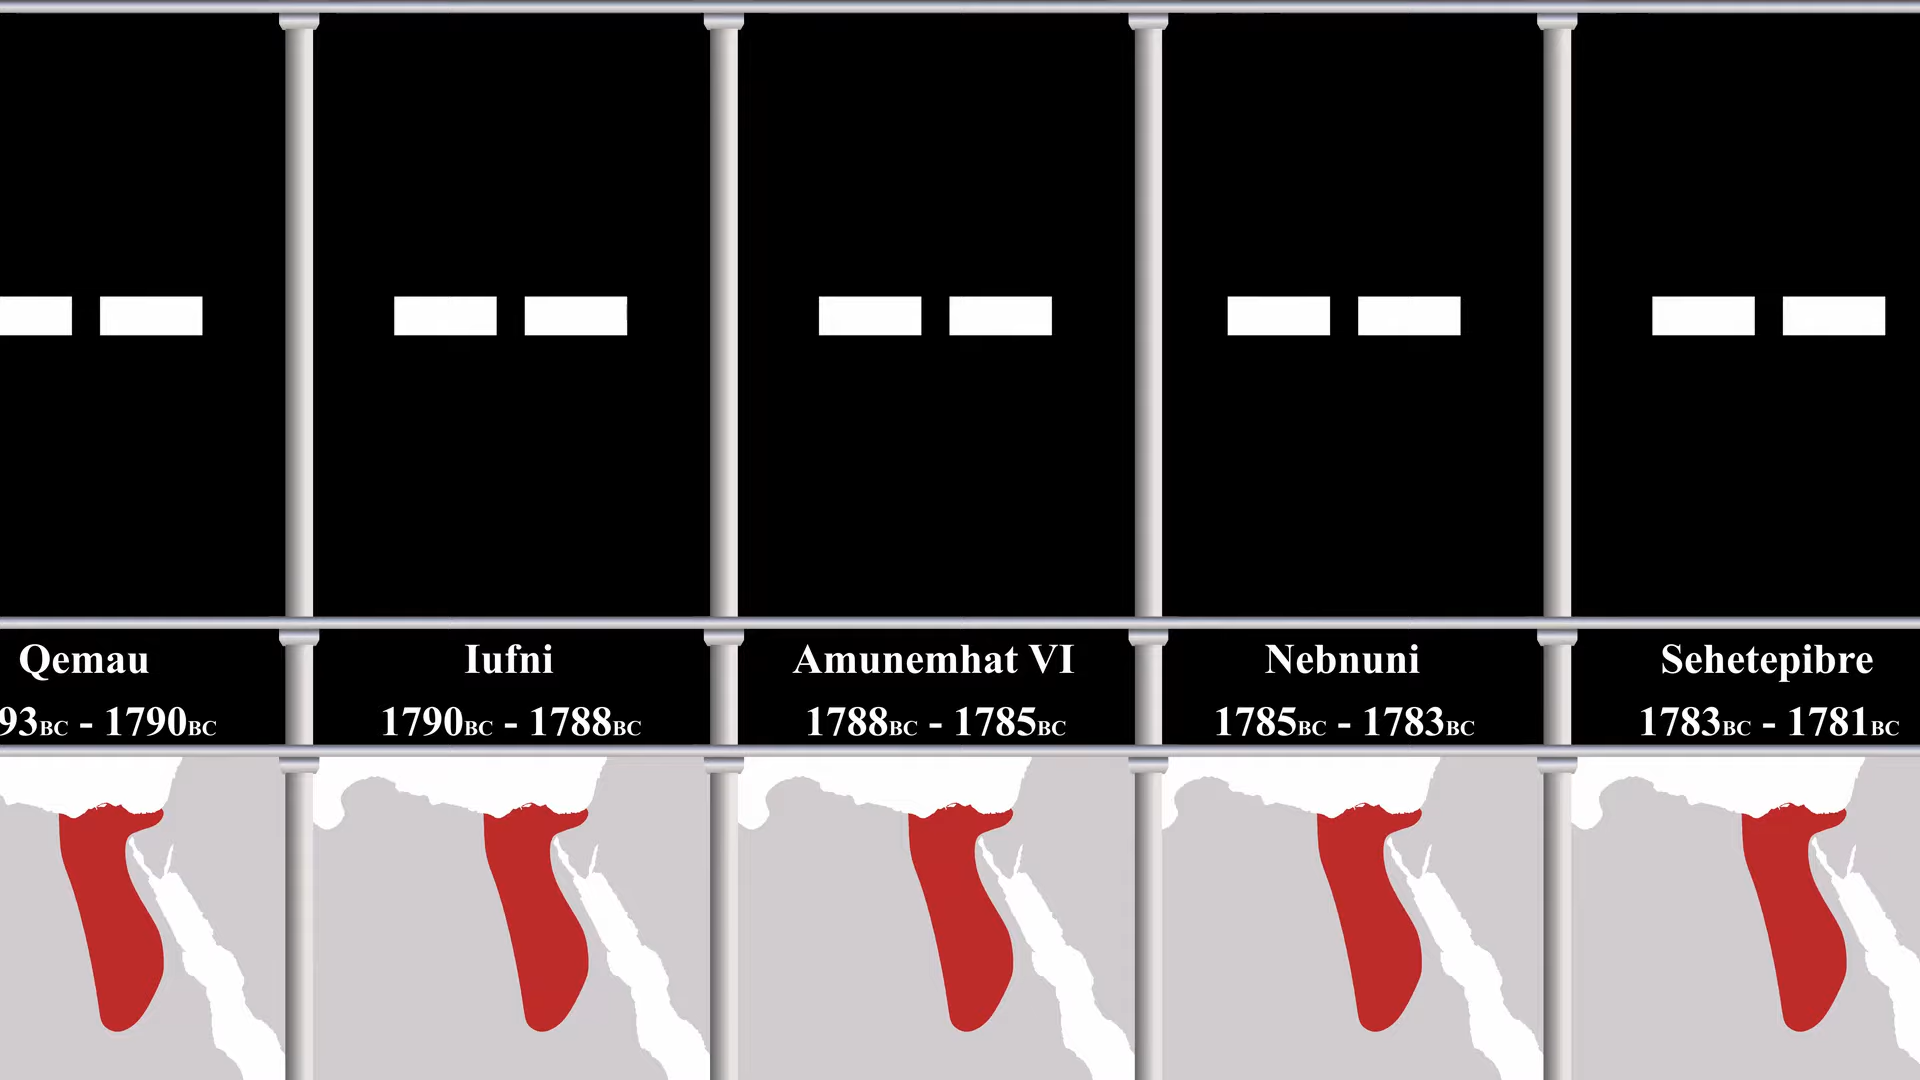 Qemau
93BC - 1790BC
Iufni
1790BC - 1788BC
Amunemhat VI
1788BC - 1785BC
Nebnuni
1785BC - 1783BC
Sehetepibre
1783BC - 1781BC